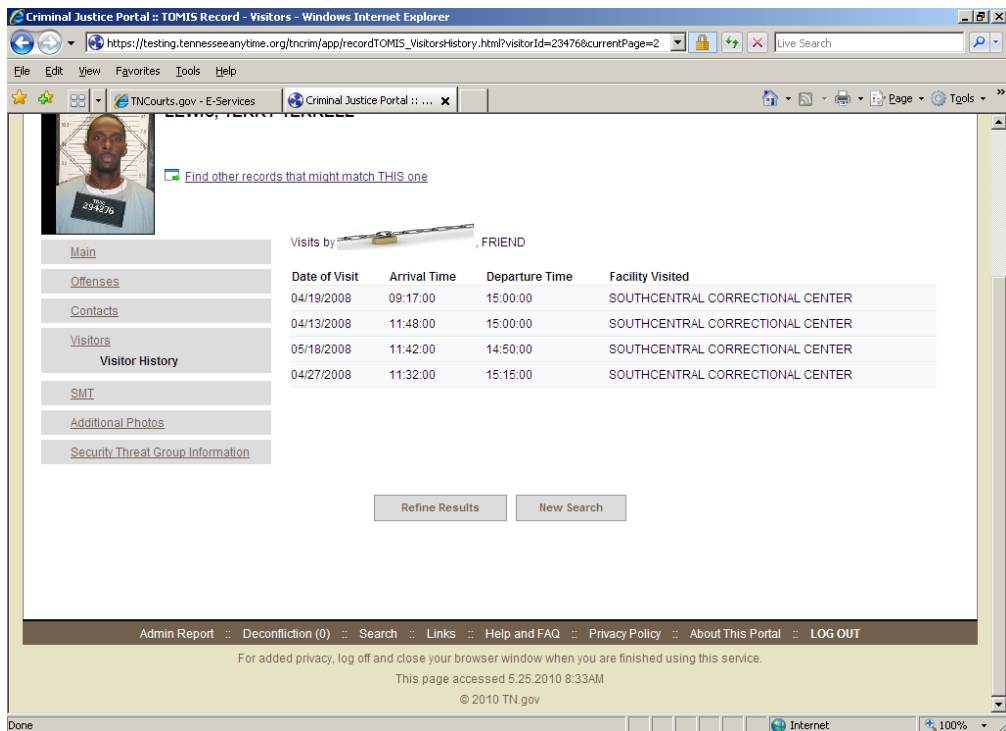 Criminal Justice Portal :: TOMIS Record - Visitors - Windows Internet Explorer
https://testing.tennesseeanytime.org/tncrim/app/recordTOMIS_VisitorsHistory.html?visitorId=23476&currentPage=2 Live Search
File Edit View Favorites Tools Help
TNCourts.gov - E-Services Criminal Justice Portal :: ... Page Tools
LEWIS, TERRY TERRELL
Find other records that might match THIS one
294276
Visits by , FRIEND
Main
Offenses
Contacts
Visitors
Visitor History
SMT
Additional Photos
Security Threat Group Information
Date of Visit Arrival Time Departure Time Facility Visited
04/19/2008 09:17:00 15:00:00 SOUTHCENTRAL CORRECTIONAL CENTER
04/13/2008 11:48:00 15:00:00 SOUTHCENTRAL CORRECTIONAL CENTER
05/18/2008 11:42:00 14:50:00 SOUTHCENTRAL CORRECTIONAL CENTER
04/27/2008 11:32:00 15:15:00 SOUTHCENTRAL CORRECTIONAL CENTER
Refine Results New Search
Admin Report :: Deconfliction (0) :: Search :: Links :: Help and FAQ :: Privacy Policy :: About This Portal :: LOG OUT
For added privacy, log off and close your browser window when you are finished using this service.
This page accessed 5.25.2010 8:33AM
© 2010 TN.gov
Done Internet 100%